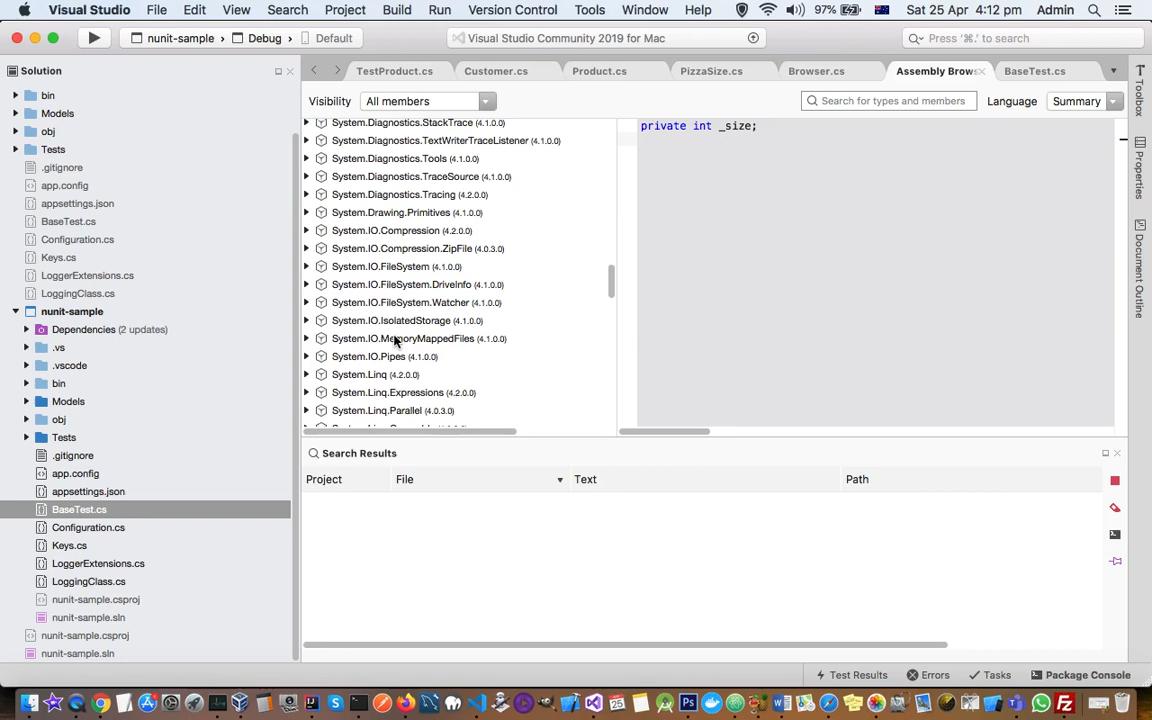 Visual Studio File Edit View Search Project Build Run Version Control Tools Window Help 97% Sat 25 Apr 4:12 pm Admin
nunit-sample Debug Default Visual Studio Community 2019 for Mac Press '⌘.' to search
Solution
bin
Models
obj
Tests
.gitignore
app.config
appsettings.json
BaseTest.cs
Configuration.cs
Keys.cs
LoggerExtensions.cs
LoggingClass.cs
nunit-sample
Dependencies (2 updates)
.vs
.vscode
bin
Models
obj
Tests
.gitignore
app.config
appsettings.json
BaseTest.cs
Configuration.cs
Keys.cs
LoggerExtensions.cs
LoggingClass.cs
nunit-sample.csproj
nunit-sample.sln
nunit-sample.csproj
nunit-sample.sln
TestProduct.cs Customer.cs Product.cs PizzaSize.cs Browser.cs Assembly Brows BaseTest.cs
Visibility All members Search for types and members Language Summary
System.Diagnostics.StackTrace (4.1.0.0)
System.Diagnostics.TextWriterTraceListener (4.1.0.0)
System.Diagnostics.Tools (4.1.0.0)
System.Diagnostics.TraceSource (4.1.0.0)
System.Diagnostics.Tracing (4.2.0.0)
System.Drawing.Primitives (4.1.0.0)
System.IO.Compression (4.2.0.0)
System.IO.Compression.ZipFile (4.0.3.0)
System.IO.FileSystem (4.1.0.0)
System.IO.FileSystem.DriveInfo (4.1.0.0)
System.IO.FileSystem.Watcher (4.1.0.0)
System.IO.IsolatedStorage (4.1.0.0)
System.IO.MemoryMappedFiles (4.1.0.0)
System.IO.Pipes (4.1.0.0)
System.Linq (4.2.0.0)
System.Linq.Expressions (4.2.0.0)
System.Linq.Parallel (4.0.3.0)
private int _size;
Toolbox
Properties
Document Outline
Search Results
Project File Text Path
Test Results Errors Tasks Package Console